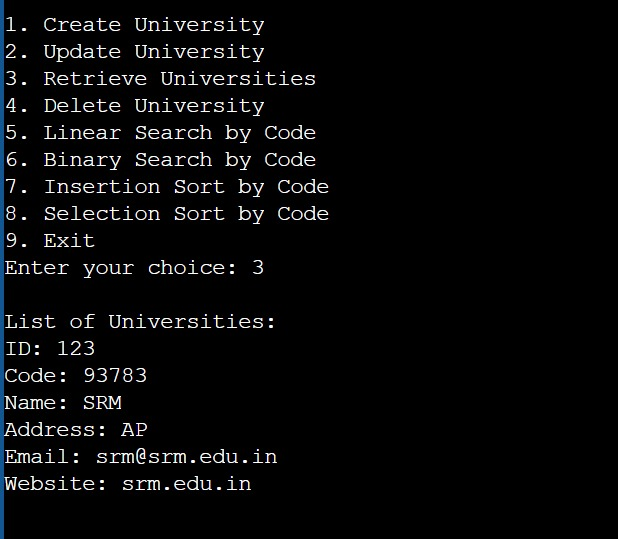 1. Create University
2. Update University
3. Retrieve Universities
4. Delete University
5. Linear Search by Code
6. Binary Search by Code
7. Insertion Sort by Code
8. Selection Sort by Code
9. Exit
Enter your choice: 3
List of Universities:
ID: 123
Code: 93783
Name: SRM
Address: AP
Email: srm@srm.edu.in
Website: srm.edu.in